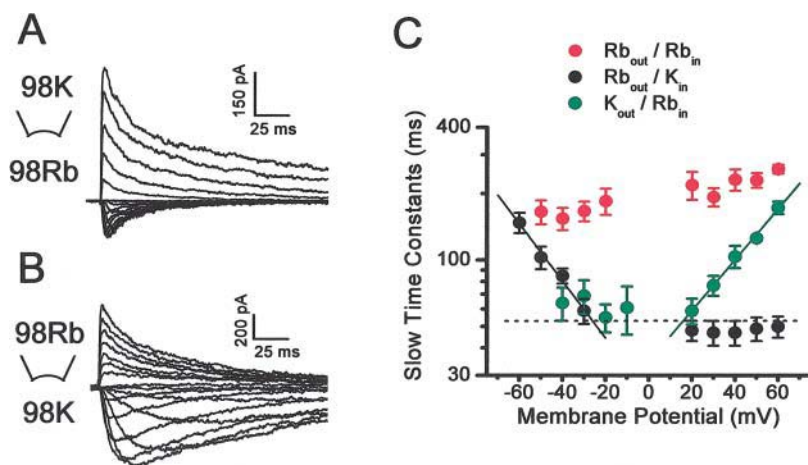 A
98K
98Rb
150 pA
25 ms
B
98Rb
98K
200 pA
25 ms
C
Rbout / Rbin
Rbout / Kin
Kout / Rbin
Slow Time Constants (ms)
400
100
30
-60 -40 -20 0 20 40 60
Membrane Potential (mV)